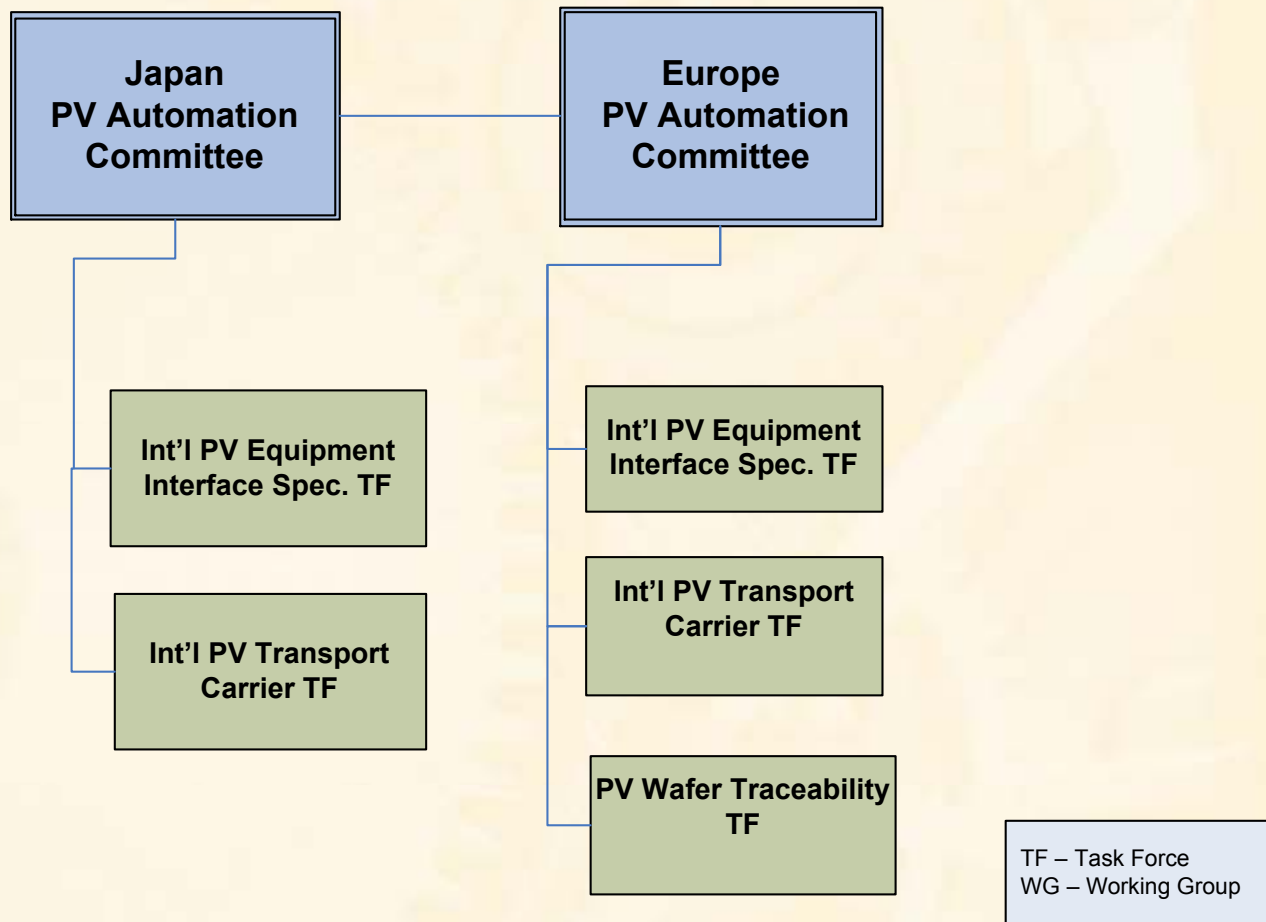 Japan
PV Automation
Committee
Europe
PV Automation
Committee
Int'l PV Equipment
Interface Spec. TF
Int'l PV Transport
Carrier TF
Int'l PV Equipment
Interface Spec. TF
Int'l PV Transport
Carrier TF
PV Wafer Traceability
TF
TF – Task Force
WG – Working Group